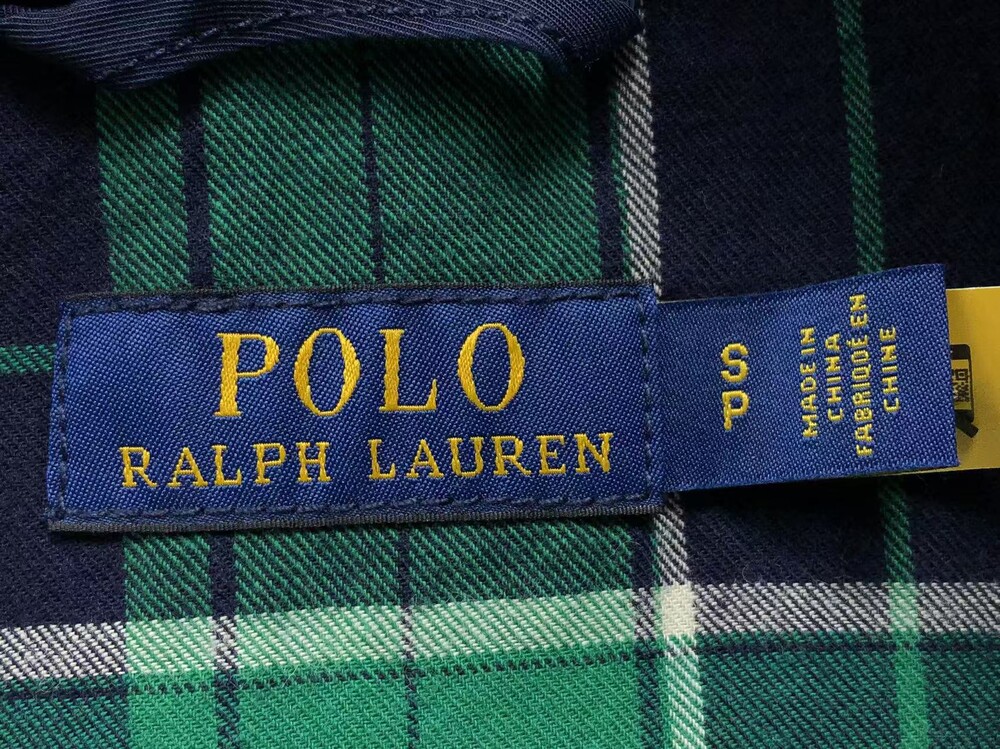 POLO
RALPH LAUREN
S
P
MADE IN
CHINA
FABRIQUÉ EN
CHINE